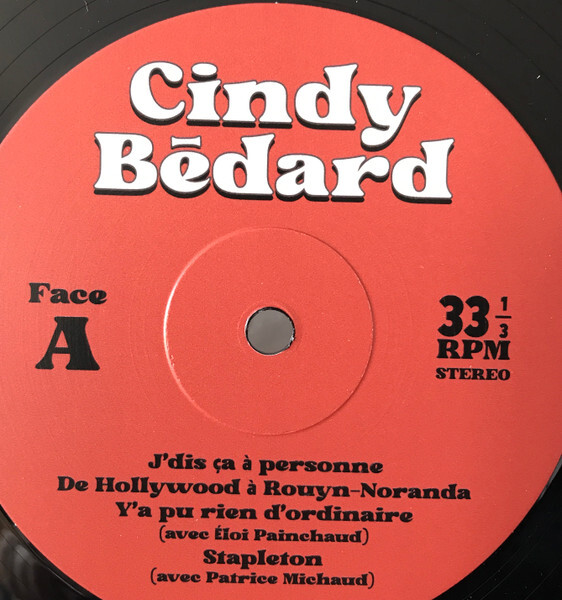 Cindy
Bédard
Face
A
33 1/3
RPM
STEREO
J'dis ça à personne
De Hollywood à Rouyn-Noranda
Y'a pu rien d'ordinaire
(avec Éloi Painchaud)
Stapleton
(avec Patrice Michaud)